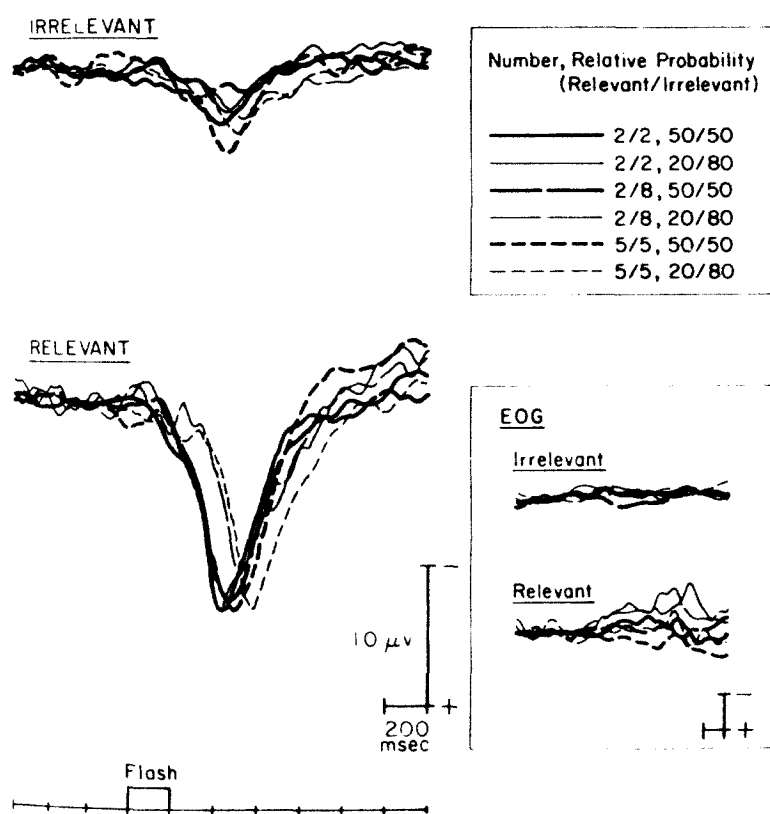 IRRELEVANT
Number, Relative Probability
(Relevant/Irrelevant)
2/2, 50/50
2/2, 20/80
2/8, 50/50
2/8, 20/80
5/5, 50/50
5/5, 20/80
RELEVANT
EOG
Irrelevant
Relevant
−
10 μv
+
200
msec
−
+
Flash